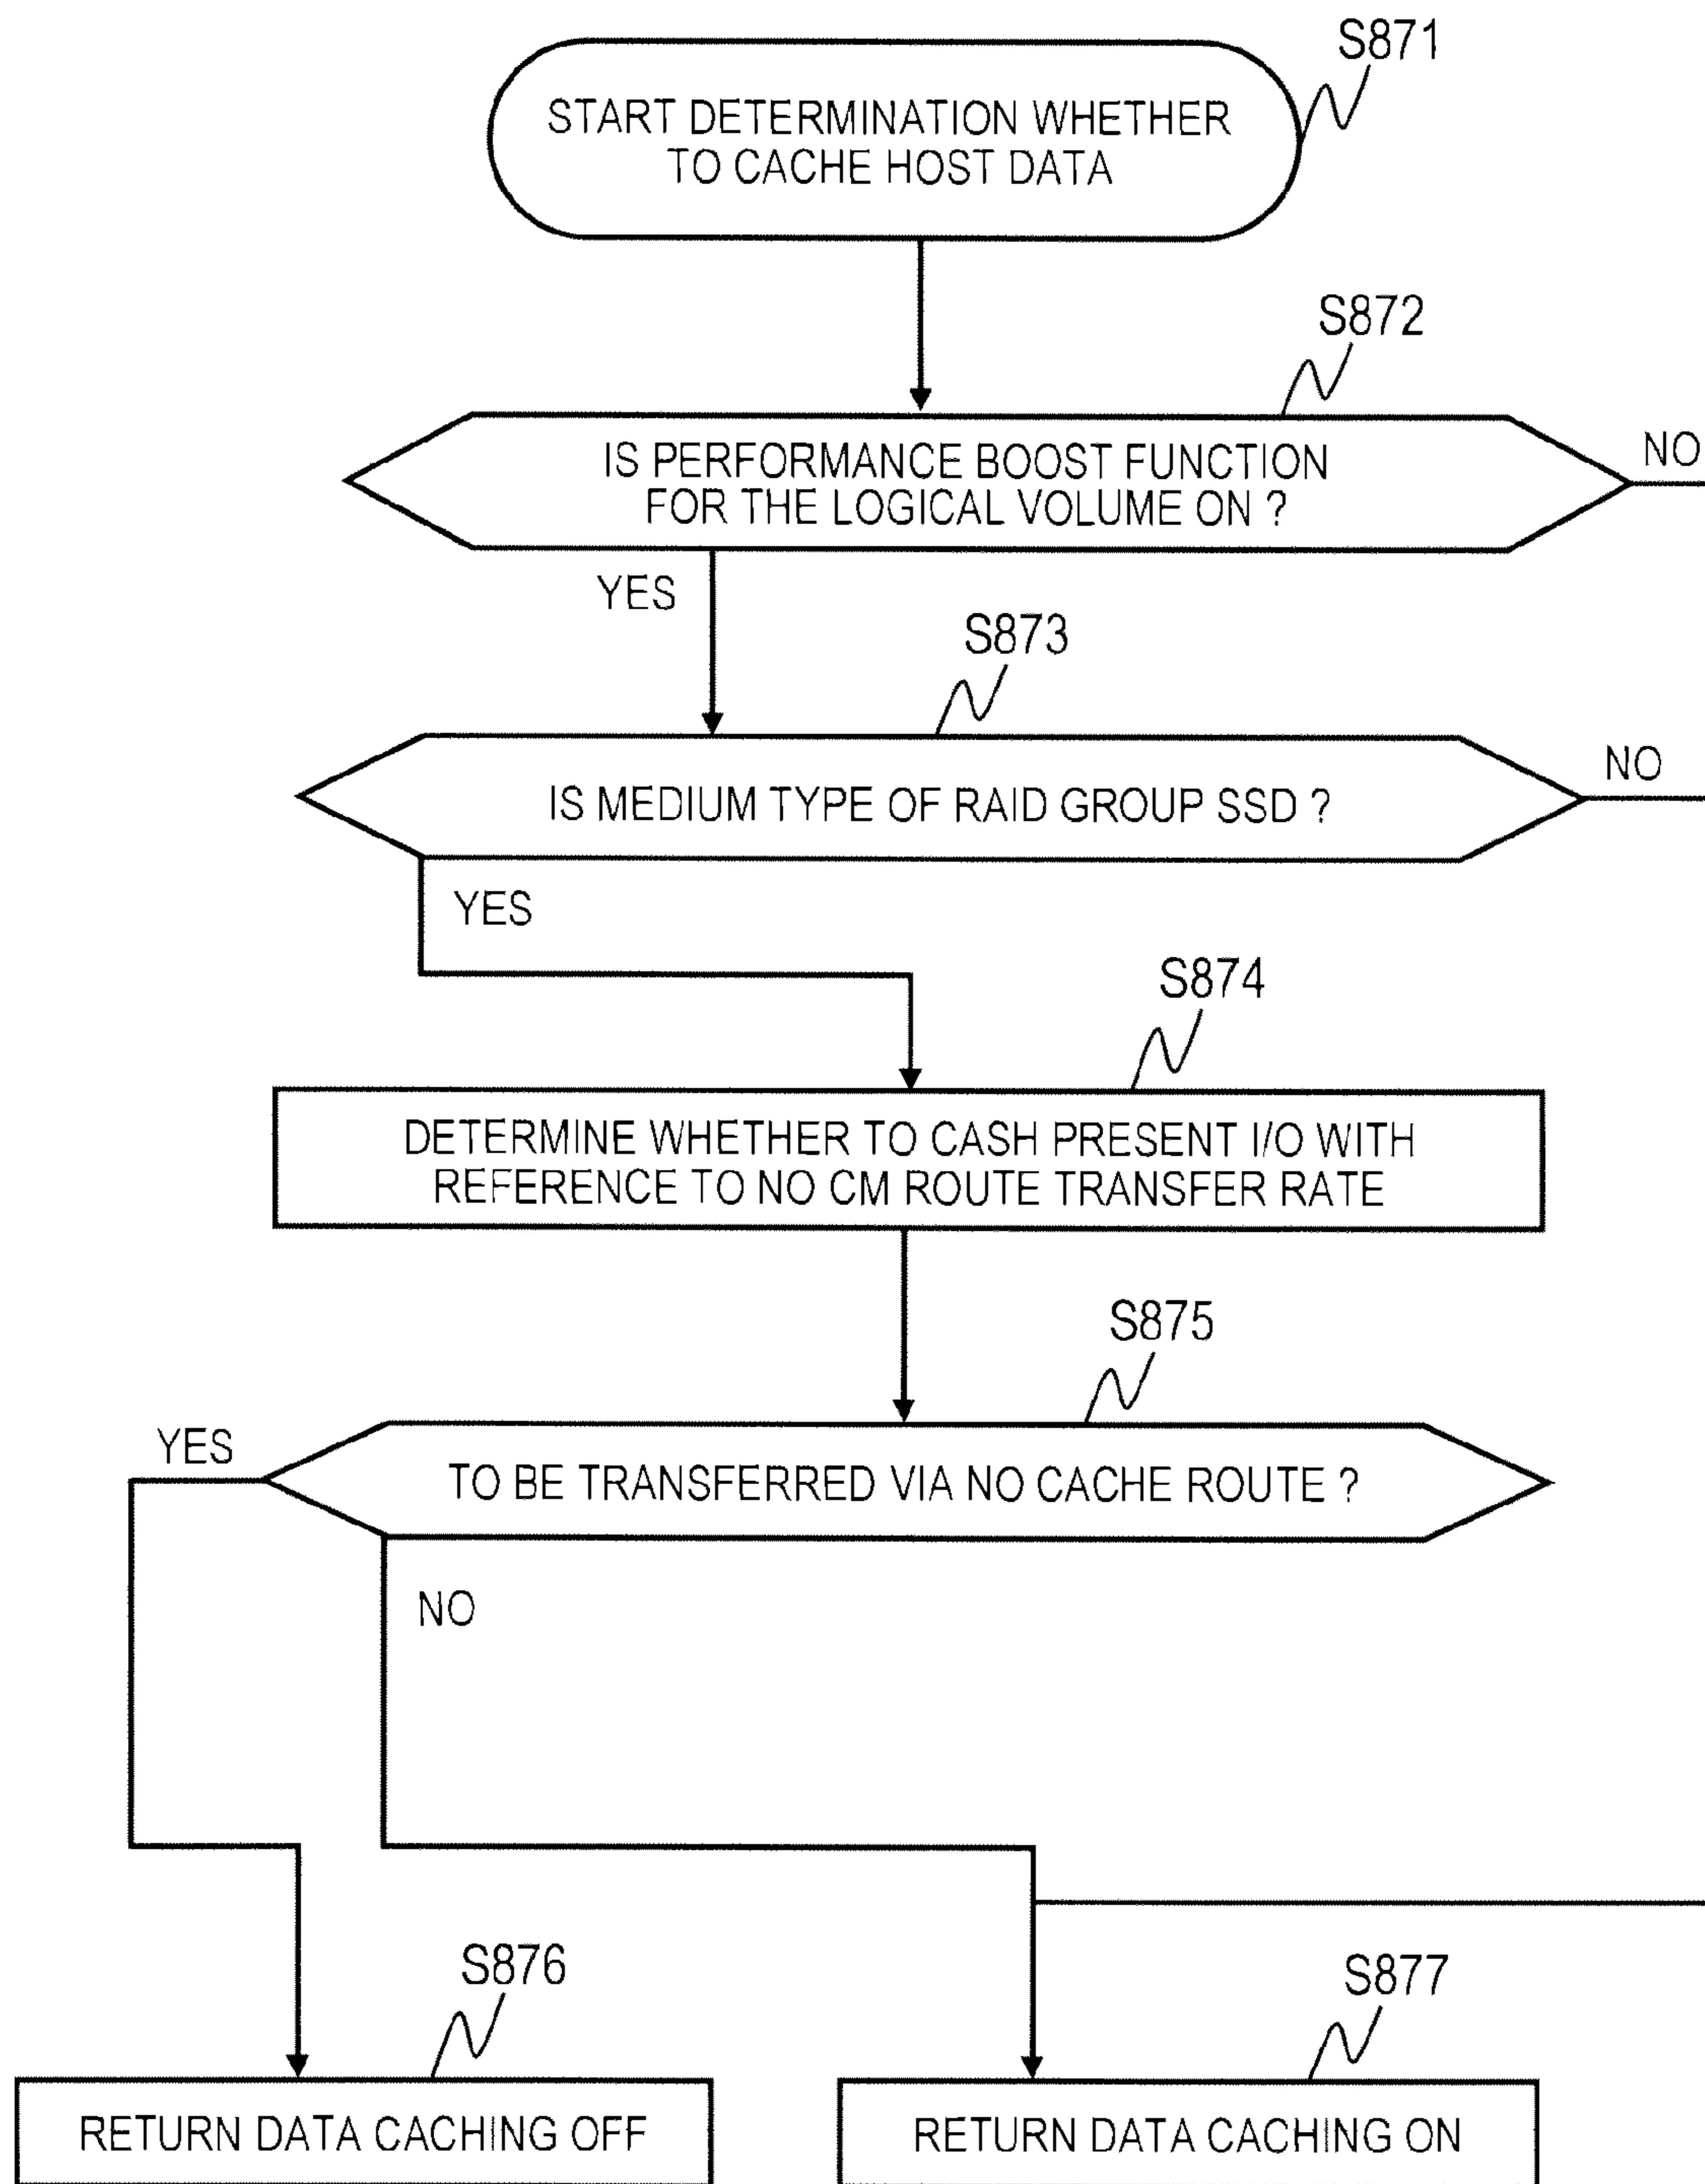 S871
START DETERMINATION WHETHER
TO CACHE HOST DATA
S872
IS PERFORMANCE BOOST FUNCTION
FOR THE LOGICAL VOLUME ON ?
NO
YES
S873
IS MEDIUM TYPE OF RAID GROUP SSD ?
NO
YES
S874
DETERMINE WHETHER TO CASH PRESENT I/O WITH
REFERENCE TO NO CM ROUTE TRANSFER RATE
S875
YES
TO BE TRANSFERRED VIA NO CACHE ROUTE ?
NO
S876
S877
RETURN DATA CACHING OFF
RETURN DATA CACHING ON